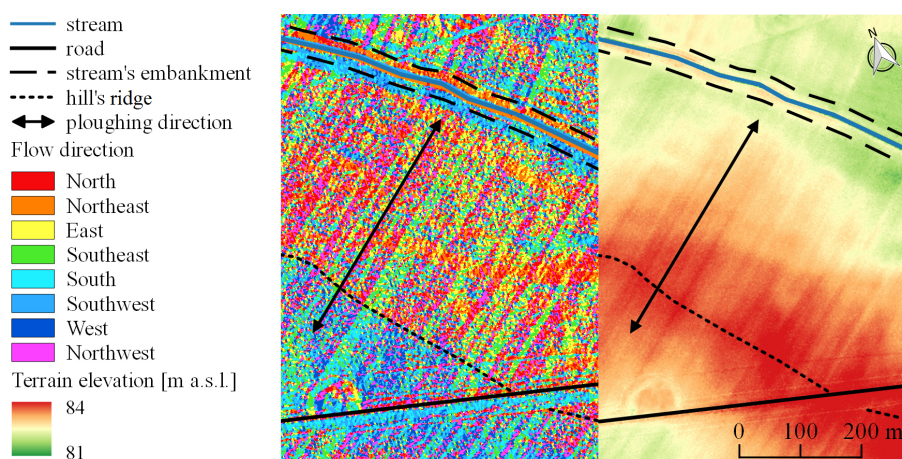 stream
road
stream's embankment
hill's ridge
ploughing direction
Flow direction
North
Northeast
East
Southeast
South
Southwest
West
Northwest
Terrain elevation [m a.s.l.]
84
81
N
0 100 200 m